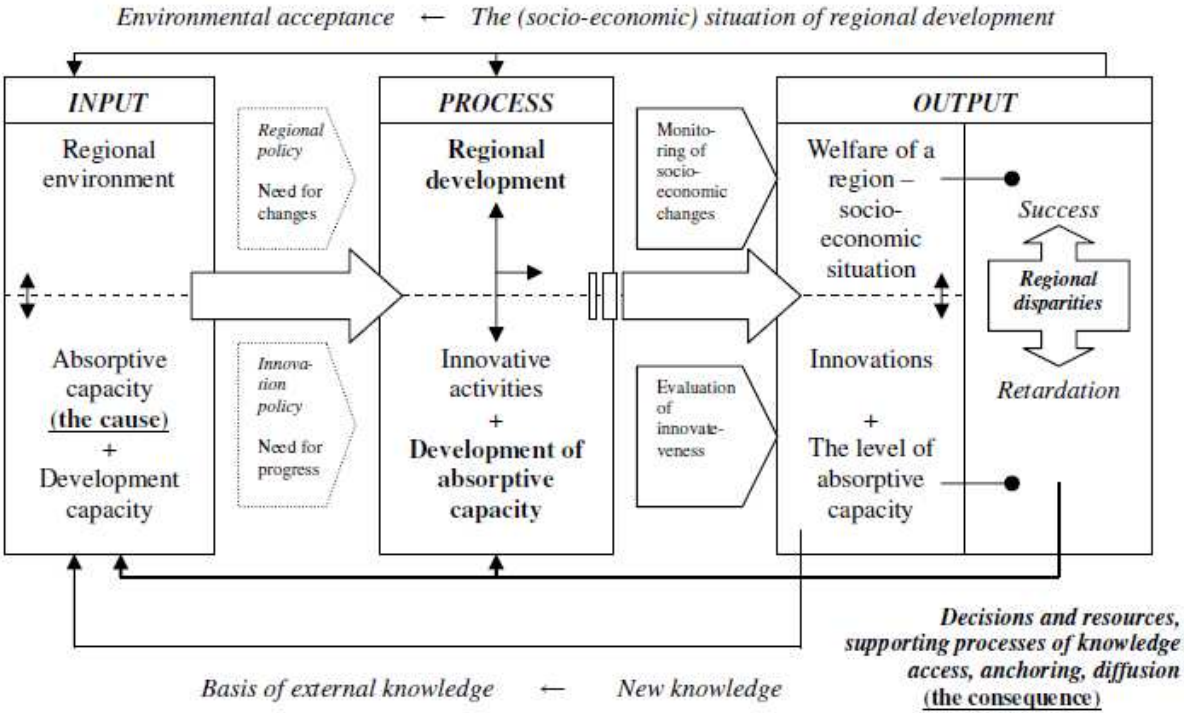 Environmental acceptance ← The (socio-economic) situation of regional development
INPUT
Regional
environment
Absorptive
capacity
(the cause)
+
Development
capacity
Regional
policy
Need for
changes
Innova-
tion
policy
Need for
progress
PROCESS
Regional
development
Innovative
activities
+
Development of
absorptive
capacity
Monito-
ring of
socio-
economic
changes
Evaluation
of
innovate-
veness
OUTPUT
Welfare of a
region –
socio-
economic
situation
Innovations
+
The level of
absorptive
capacity
Success
Regional
disparities
Retardation
Decisions and resources,
supporting processes of knowledge
access, anchoring, diffusion
(the consequence)
Basis of external knowledge ← New knowledge